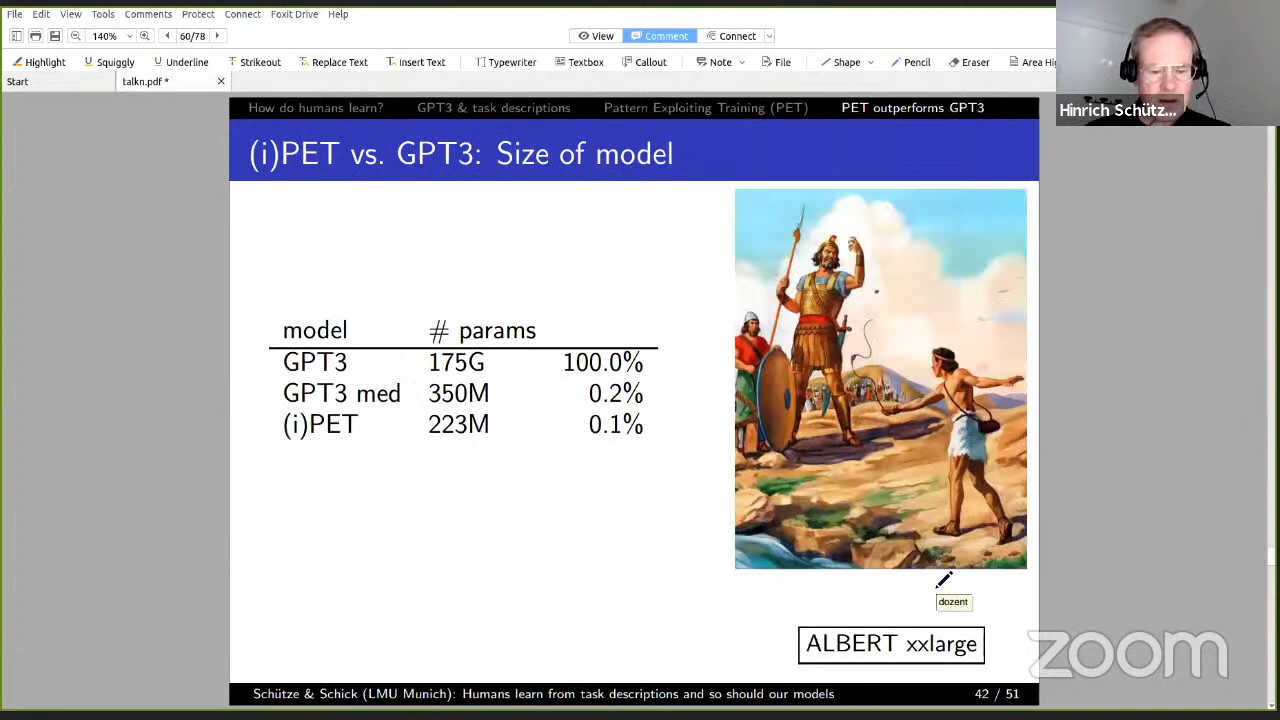 File Edit View Tools Comments Protect Connect Foxit Drive Help
140% 60/78 View Comment Connect
Highlight Squiggly Underline Strikeout Replace Text Insert Text Typewriter Textbox Callout Note File Shape Pencil Eraser Area Hi
Start talkn.pdf *
Hinrich Schütz...
How do humans learn? GPT3 & task descriptions Pattern Exploiting Training (PET) PET outperforms GPT3
(i)PET vs. GPT3: Size of model
model # params
GPT3 175G 100.0%
GPT3 med 350M 0.2%
(i)PET 223M 0.1%
dozent
ALBERT xxlarge
zoom
Schütze & Schick (LMU Munich): Humans learn from task descriptions and so should our models 42 / 51